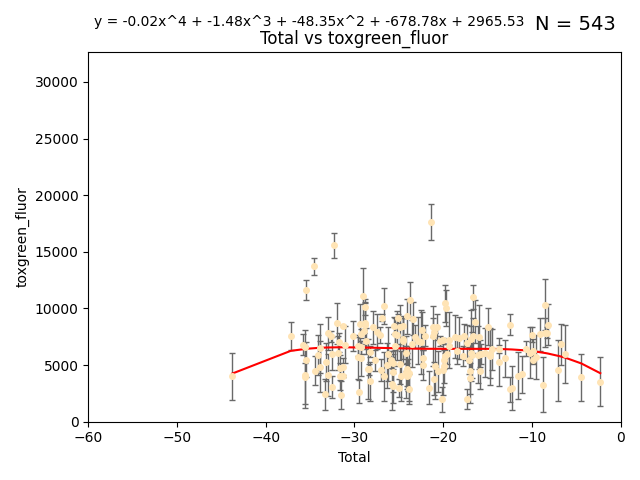 y = -0.02x^4 + -1.48x^3 + -48.35x^2 + -678.78x + 2965.53
N = 543
Total vs toxgreen_fluor
30000
25000
20000
15000
10000
5000
0
toxgreen_fluor
−60
−50
−40
−30
−20
−10
0
Total